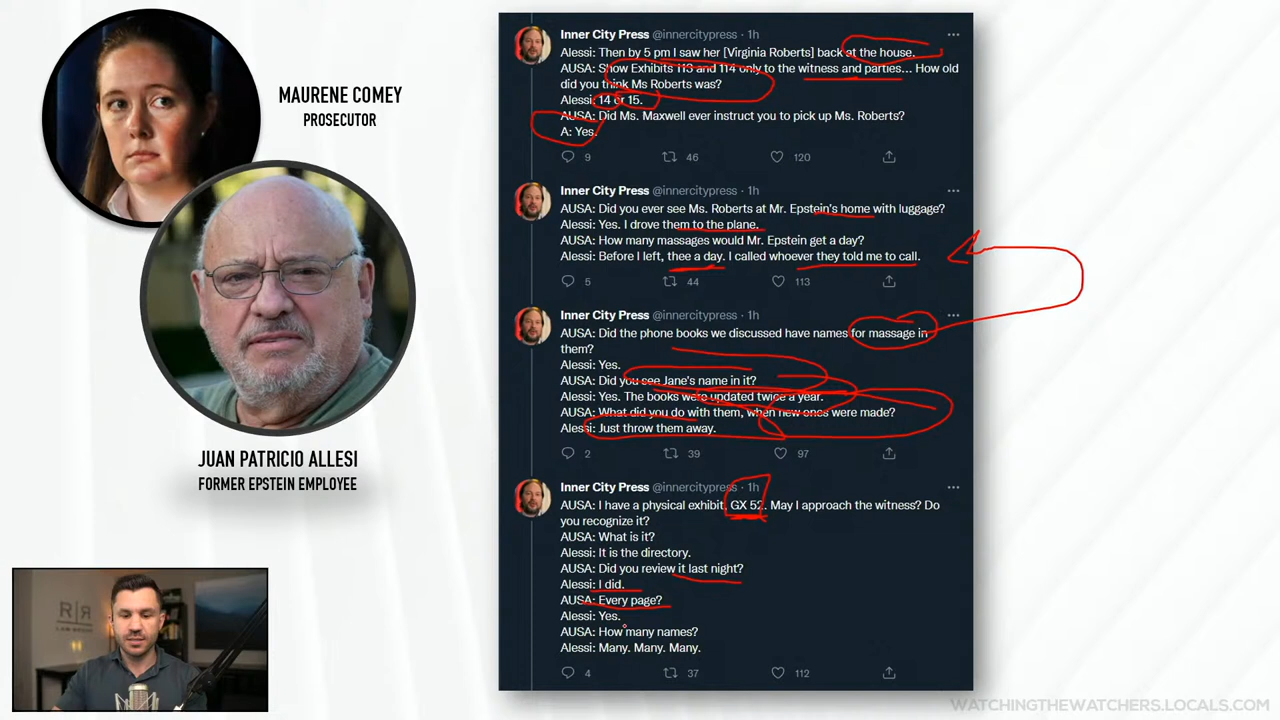 MAURENE COMEY
PROSECUTOR
JUAN PATRICIO ALLESI
FORMER EPSTEIN EMPLOYEE
Inner City Press @innercitypress · 1h
Alessi: Then by 5 pm I saw her [Virginia Roberts] back at the house.
AUSA: Show Exhibits 113 and 114 only to the witness and parties... How old
did you think Ms Roberts was?
Alessi: 14 or 15.
AUSA: Did Ms. Maxwell ever instruct you to pick up Ms. Roberts?
A: Yes.
9 46 120
Inner City Press @innercitypress · 1h
AUSA: Did you ever see Ms. Roberts at Mr. Epstein's home with luggage?
Alessi: Yes. I drove them to the plane.
AUSA: How many massages would Mr. Epstein get a day?
Alessi: Before I left, thee a day. I called whoever they told me to call.
5 44 113
Inner City Press @innercitypress · 1h
AUSA: Did the phone books we discussed have names for massage in
them?
Alessi: Yes.
AUSA: Did you see Jane's name in it?
Alessi: Yes. The books were updated twice a year.
AUSA: What did you do with them, when new ones were made?
Alessi: Just throw them away.
2 39 97
Inner City Press @innercitypress · 1h
AUSA: I have a physical exhibit, GX 52. May I approach the witness? Do
you recognize it?
AUSA: What is it?
Alessi: It is the directory.
AUSA: Did you review it last night?
Alessi: I did.
AUSA: Every page?
Alessi: Yes.
AUSA: How many names?
Alessi: Many. Many. Many.
4 37 112
R|R
LAW GROUP
WATCHINGTHEWATCHERS.LOCALS.COM